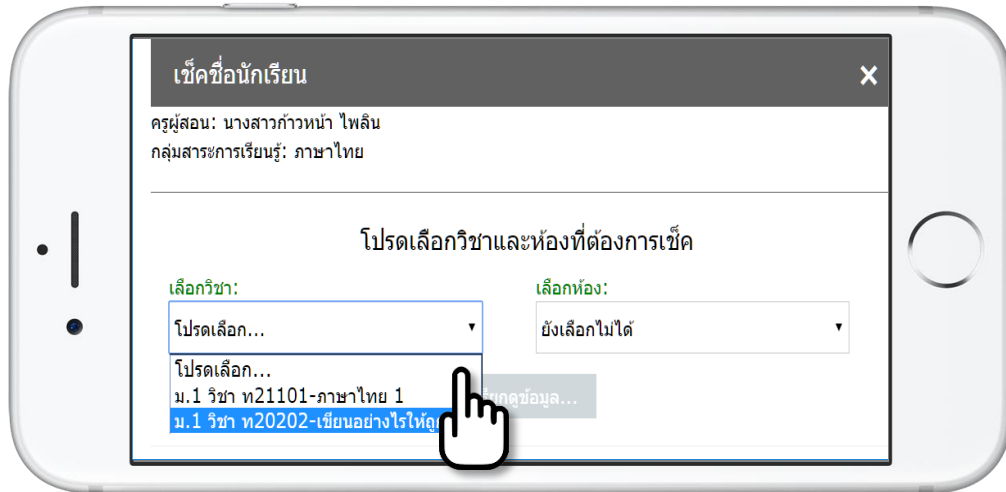 เช็คชื่อนักเรียน
ครูผู้สอน: นางสาวก้าวหน้า ไพลิน
กลุ่มสาระการเรียนรู้: ภาษาไทย
โปรดเลือกวิชาและห้องที่ต้องการเช็ค
เลือกวิชา:
เลือกห้อง:
โปรดเลือก...
ยังเลือกไม่ได้
โปรดเลือก...
ม.1 วิชา ท21101-ภาษาไทย 1
ม.1 วิชา ท20202-เขียนอย่างไรให้